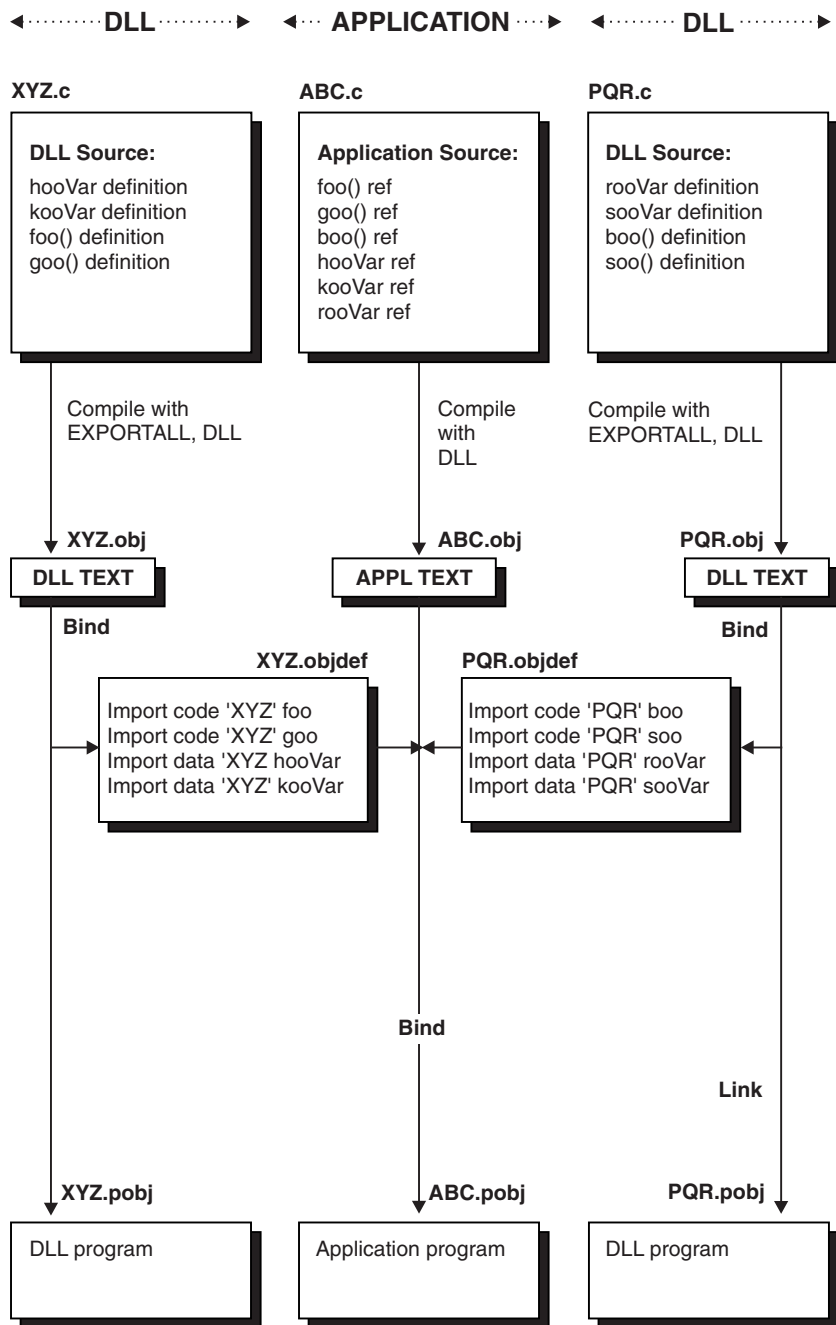 DLL
APPLICATION
DLL
XYZ.c
DLL Source:
hooVar definition
kooVar definition
foo() definition
goo() definition
ABC.c
Application Source:
foo() ref
goo() ref
boo() ref
hooVar ref
kooVar ref
rooVar ref
PQR.c
DLL Source:
rooVar definition
sooVar definition
boo() definition
soo() definition
Compile with
EXPORTALL, DLL
Compile
with
DLL
Compile with
EXPORTALL, DLL
XYZ.obj
DLL TEXT
Bind
ABC.obj
APPL TEXT
PQR.obj
DLL TEXT
Bind
XYZ.objdef
Import code 'XYZ' foo
Import code 'XYZ' goo
Import data 'XYZ hooVar
Import data 'XYZ' kooVar
PQR.objdef
Import code 'PQR' boo
Import code 'PQR' soo
Import data 'PQR' rooVar
Import data 'PQR' sooVar
Bind
Link
XYZ.pobj
DLL program
ABC.pobj
Application program
PQR.pobj
DLL program